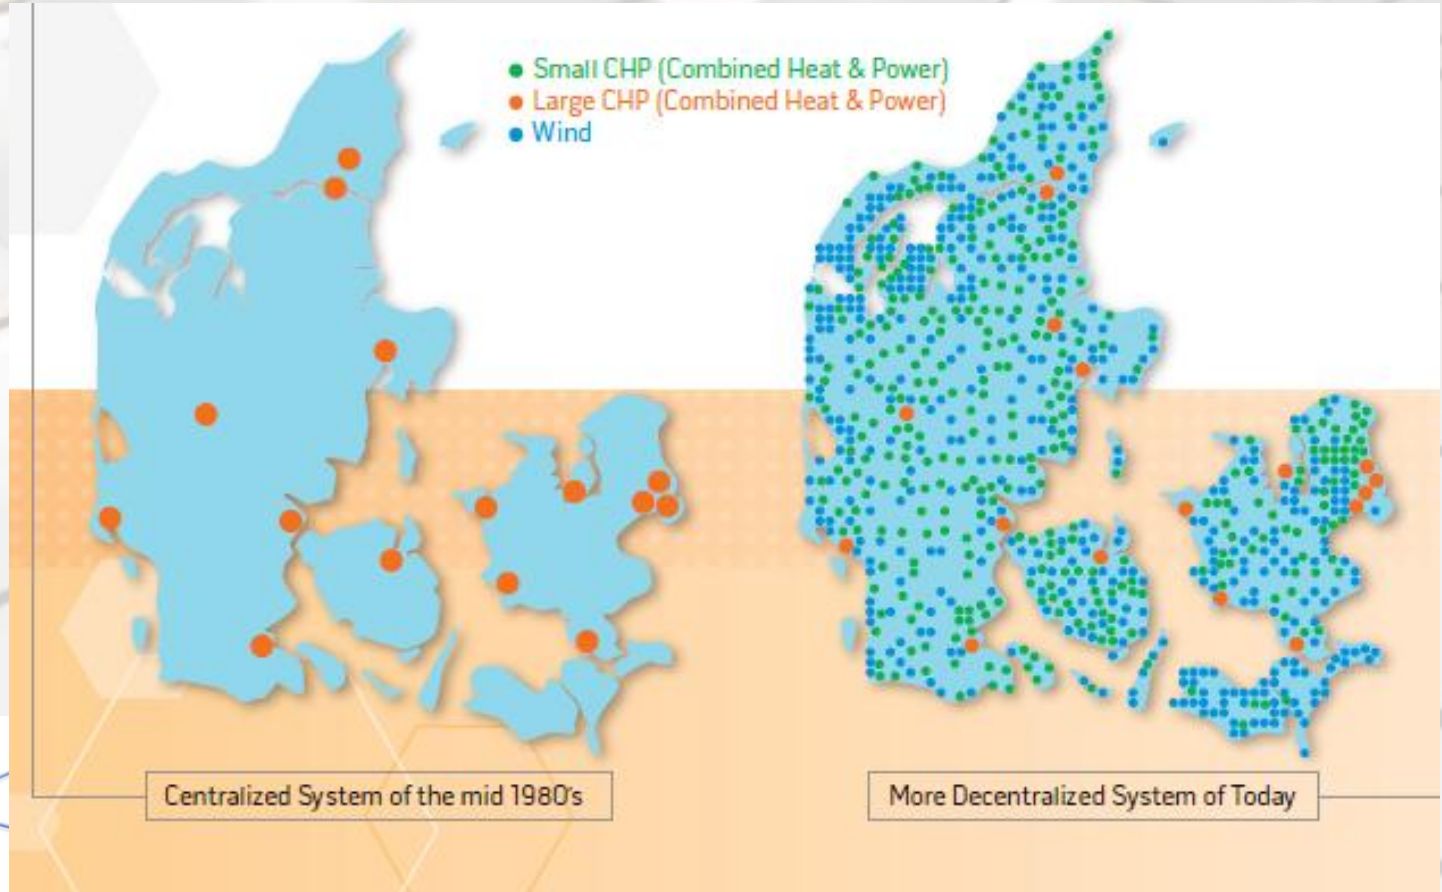 Small CHP (Combined Heat & Power)
Large CHP (Combined Heat & Power)
Wind
Centralized System of the mid 1980's
More Decentralized System of Today